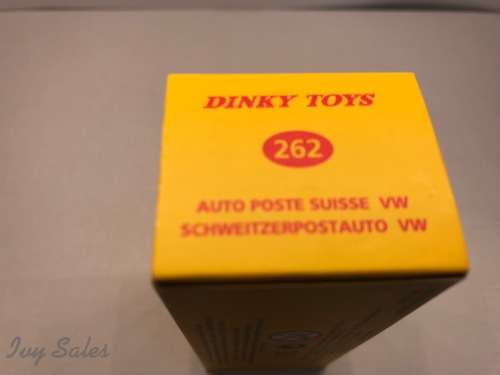 DINKY TOYS
262
AUTO POSTE SUISSE VW
SCHWEITZERPOSTAUTO VW
Ivy Sales